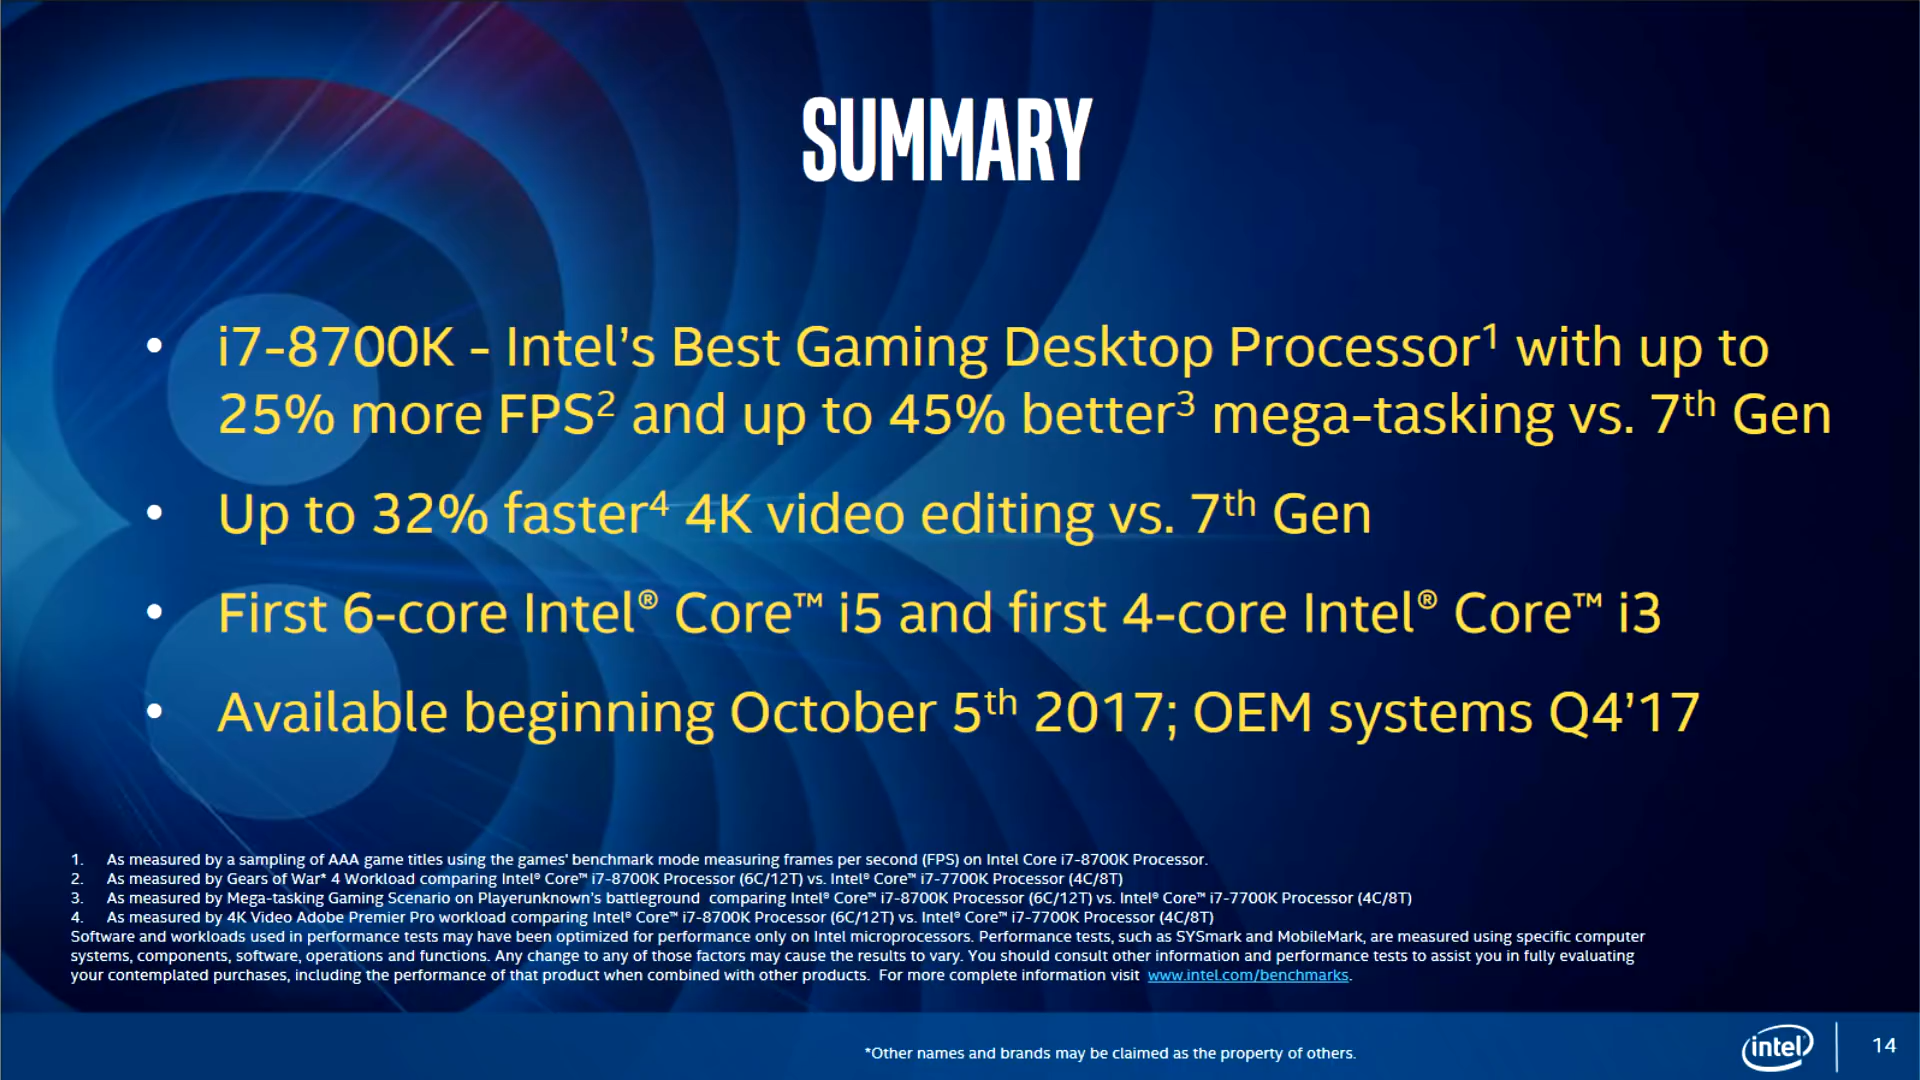 SUMMARY
• i7-8700K - Intel's Best Gaming Desktop Processor¹ with up to
25% more FPS² and up to 45% better³ mega-tasking vs. 7th Gen
• Up to 32% faster⁴ 4K video editing vs. 7th Gen
• First 6-core Intel® Core™ i5 and first 4-core Intel® Core™ i3
• Available beginning October 5th 2017; OEM systems Q4'17
1. As measured by a sampling of AAA game titles using the games' benchmark mode measuring frames per second (FPS) on Intel Core i7-8700K Processor.
2. As measured by Gears of War* 4 Workload comparing Intel® Core™ i7-8700K Processor (6C/12T) vs. Intel® Core™ i7-7700K Processor (4C/8T)
3. As measured by Mega-tasking Gaming Scenario on Playerunknown's battleground comparing Intel® Core™ i7-8700K Processor (6C/12T) vs. Intel® Core™ i7-7700K Processor (4C/8T)
4. As measured by 4K Video Adobe Premier Pro workload comparing Intel® Core™ i7-8700K Processor (6C/12T) vs. Intel® Core™ i7-7700K Processor (4C/8T)
Software and workloads used in performance tests may have been optimized for performance only on Intel microprocessors. Performance tests, such as SYSmark and MobileMark, are measured using specific computer
systems, components, software, operations and functions. Any change to any of those factors may cause the results to vary. You should consult other information and performance tests to assist you in fully evaluating
your contemplated purchases, including the performance of that product when combined with other products. For more complete information visit www.intel.com/benchmarks.
*Other names and brands may be claimed as the property of others.
intel
14